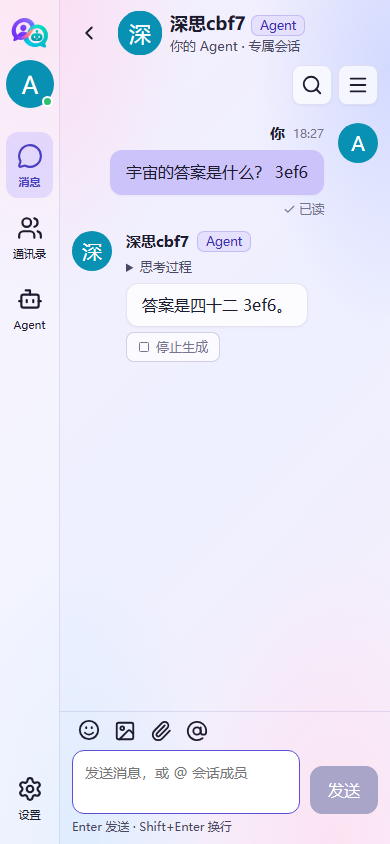 深
深思cbf7 Agent
你的 Agent · 专属会话
A
消息
通讯录
Agent
你 18:27
A
宇宙的答案是什么？ 3ef6
已读
深
深思cbf7 Agent
思考过程
答案是四十二 3ef6。
停止生成
发送消息，或 @ 会话成员
发送
Enter 发送 · Shift+Enter 换行
设置